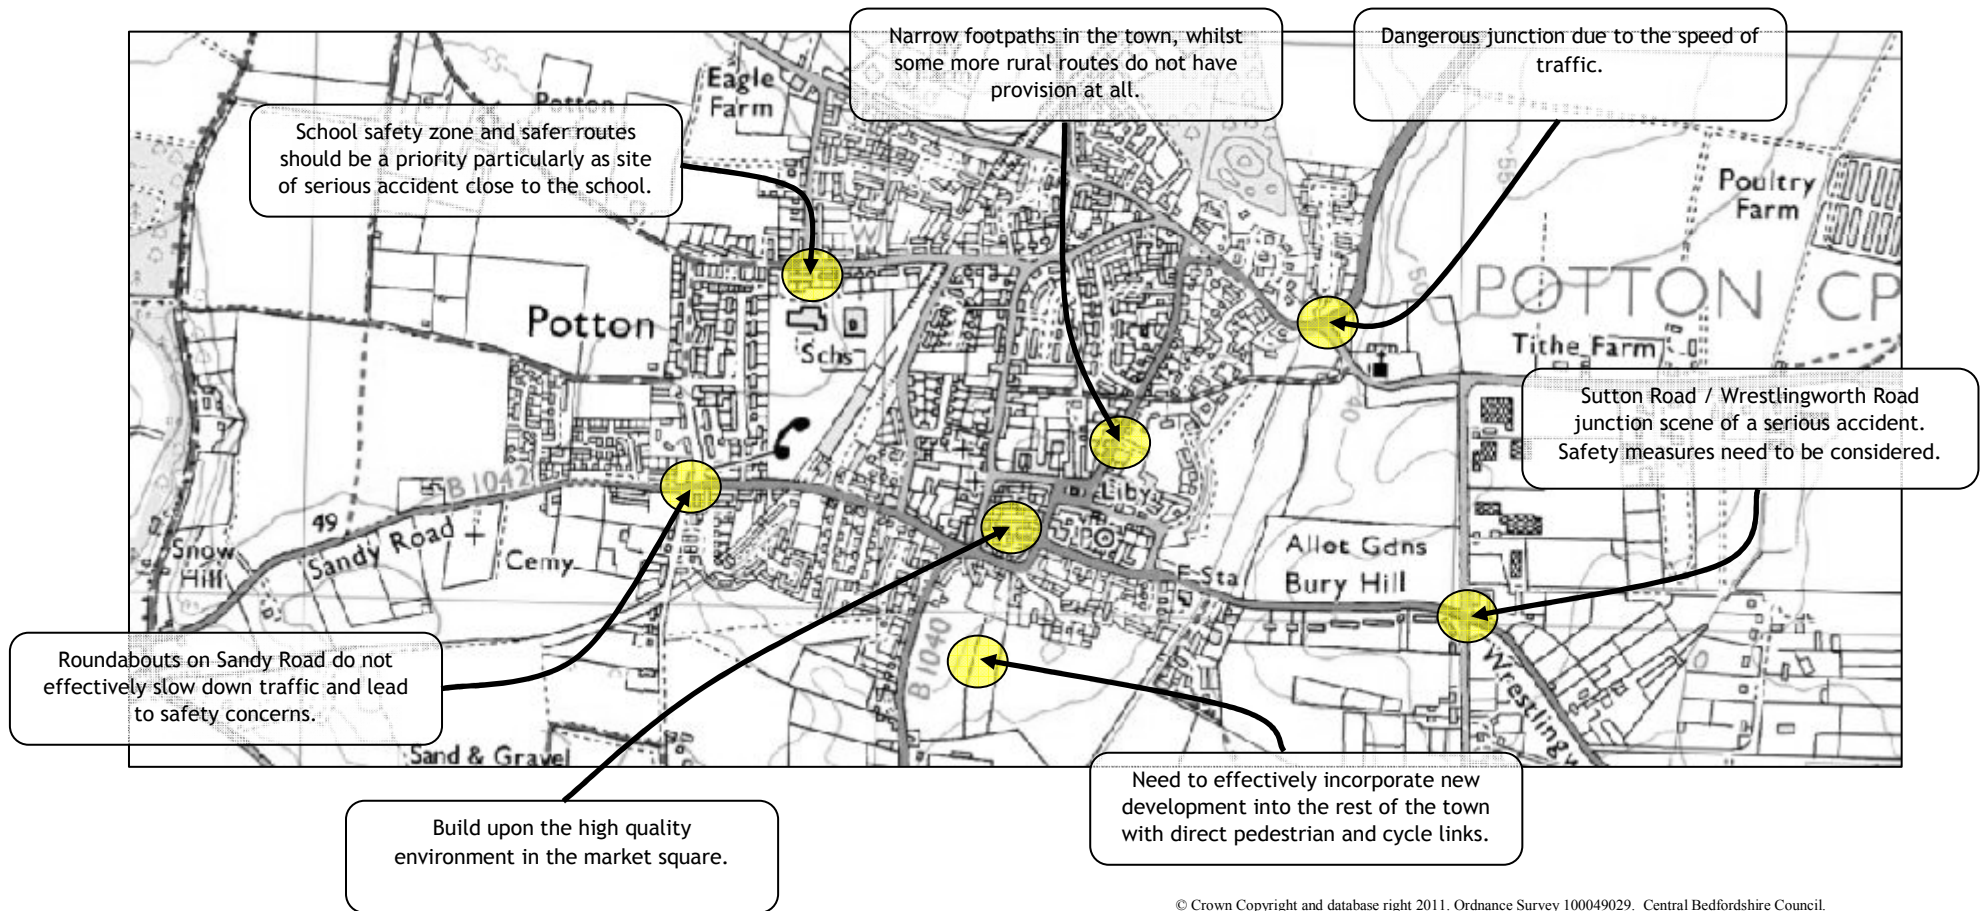 Narrow footpaths in the town, whilst
some more rural routes do not have
provision at all.
Dangerous junction due to the speed of
traffic.
School safety zone and safer routes
should be a priority particularly as site
of serious accident close to the school.
Eagle
Farm
Potton
Poultry
Farm
POTTON CP
Potton
Schs
Tithe Farm
Sutton Road / Wrestlingworth Road
junction scene of a serious accident.
Safety measures need to be considered.
B 1042
49
Sandy Road
Cemy
Snow
Hill
Liby
F Sta
Allot Gdns
Bury Hill
B 1040
Wrestlingw
Roundabouts on Sandy Road do not
effectively slow down traffic and lead
to safety concerns.
Sand & Gravel
Need to effectively incorporate new
development into the rest of the town
with direct pedestrian and cycle links.
Build upon the high quality
environment in the market square.
© Crown Copyright and database right 2011. Ordnance Survey 100049029. Central Bedfordshire Council.